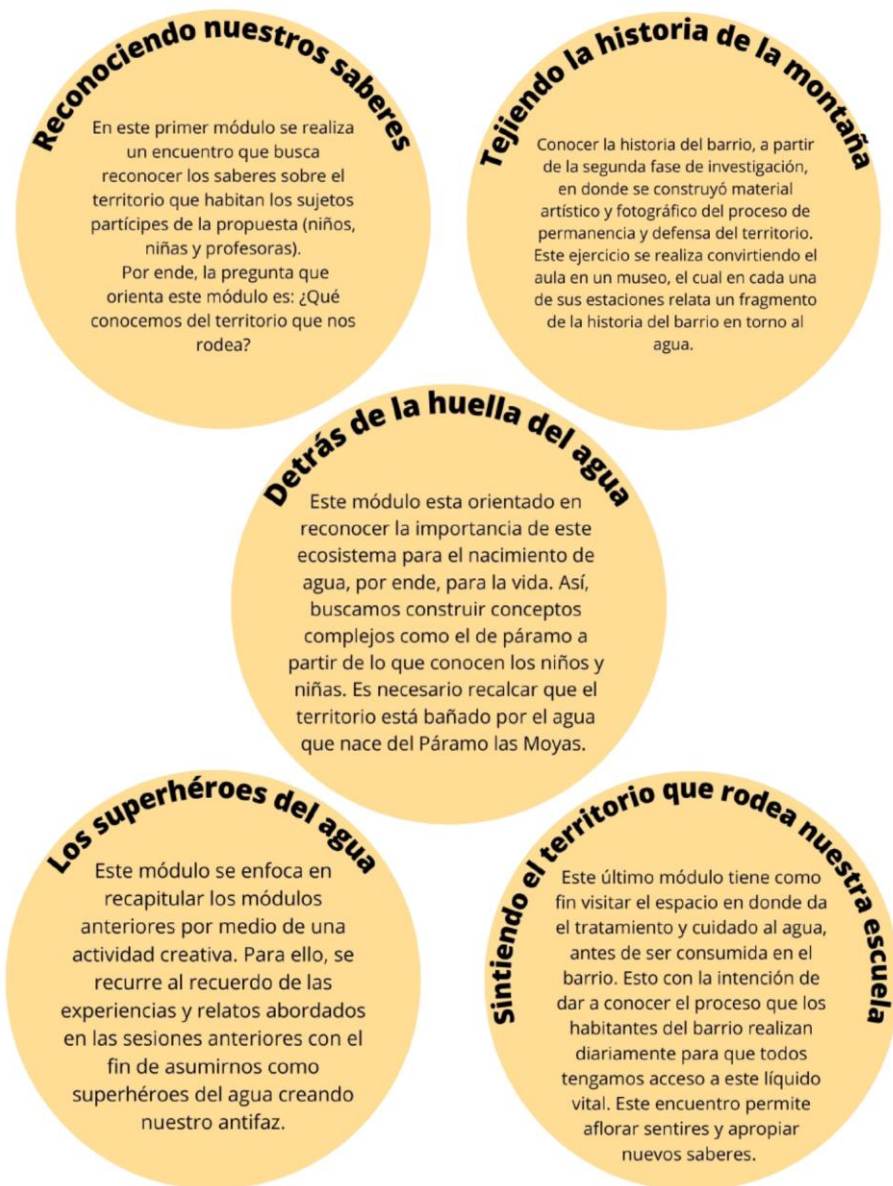 Reconociendo nuestros saberes
En este primer módulo se realiza
un encuentro que busca
reconocer los saberes sobre el
territorio que habitan los sujetos
partícipes de la propuesta (niños,
niñas y profesoras).
Por ende, la pregunta que
orienta este módulo es: ¿Qué
conocemos del territorio que nos
rodea?
Tejiendo la historia de la montaña
Conocer la historia del barrio, a partir
de la segunda fase de investigación,
en donde se construyó material
artístico y fotográfico del proceso de
permanencia y defensa del territorio.
Este ejercicio se realiza convirtiendo el
aula en un museo, el cual en cada una
de sus estaciones relata un fragmento
de la historia del barrio en torno al
agua.
Detrás de la huella del agua
Este módulo esta orientado en
reconocer la importancia de este
ecosistema para el nacimiento de
agua, por ende, para la vida. Así,
buscamos construir conceptos
complejos como el de páramo a
partir de lo que conocen los niños y
niñas. Es necesario recalcar que el
territorio está bañado por el agua
que nace del Páramo las Moyas.
Los superhéroes del agua
Este módulo se enfoca en
recapitular los módulos
anteriores por medio de una
actividad creativa. Para ello, se
recurre al recuerdo de las
experiencias y relatos abordados
en las sesiones anteriores con el
fin de asumirnos como
superhéroes del agua creando
nuestro antifaz.
Sintiendo el territorio que rodea nuestra escuela
Este último módulo tiene como
fin visitar el espacio en donde da
el tratamiento y cuidado al agua,
antes de ser consumida en el
barrio. Esto con la intención de
dar a conocer el proceso que los
habitantes del barrio realizan
diariamente para que todos
tengamos acceso a este líquido
vital. Este encuentro permite
aflorar sentires y apropiar
nuevos saberes.